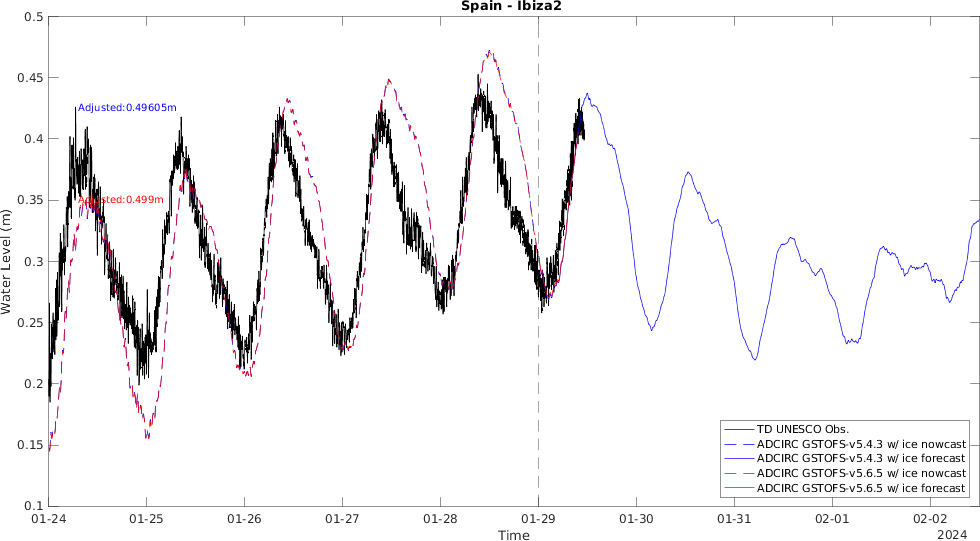 Spain - Ibiza2
0.5
0.45
0.4
0.35
0.3
0.25
0.2
0.15
0.1
Water Level (m)
Adjusted:0.49605m
Adjusted:0.499m
TD UNESCO Obs.
ADCIRC GSTOFS-v5.4.3 w/ ice nowcast
ADCIRC GSTOFS-v5.4.3 w/ ice forecast
ADCIRC GSTOFS-v5.6.5 w/ ice nowcast
ADCIRC GSTOFS-v5.6.5 w/ ice forecast
01-24 01-25 01-26 01-27 01-28 01-29 01-30 01-31 02-01 02-02
Time
2024